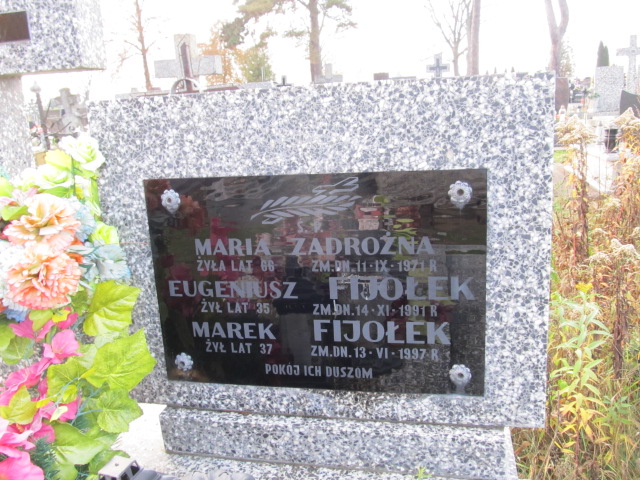 Ś. P.
MARIA ZADROŻNA
ŻYŁA LAT 66 ZM. DN. 11 · IX · 1971 R
EUGENIUSZ FIJOŁEK
ŻYŁ LAT 35 ZM. DN. 14 · XI · 1991 R
MAREK FIJOŁEK
ŻYŁ LAT 37 ZM. DN. 13 · VI · 1997 R
POKÓJ ICH DUSZOM